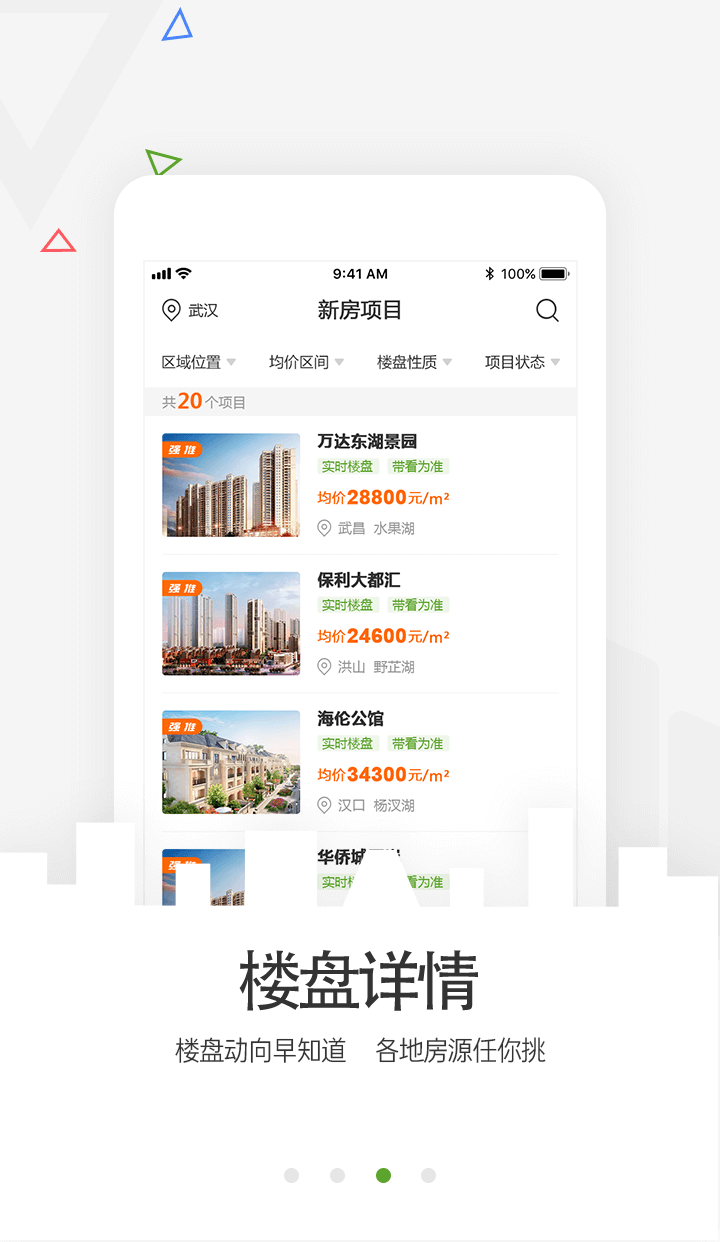 9:41 AM 100%
武汉 新房项目
区域位置 均价区间 楼盘性质 项目状态
共20个项目
强推
万达东湖景园
实时楼盘 带看为准
均价28800元/m²
武昌 水果湖
强推
保利大都汇
实时楼盘 带看为准
均价24600元/m²
洪山 野芷湖
强推
海伦公馆
实时楼盘 带看为准
均价34300元/m²
汉口 杨汊湖
强推
华侨城
实时 看为准
楼盘详情
楼盘动向早知道 各地房源任你挑